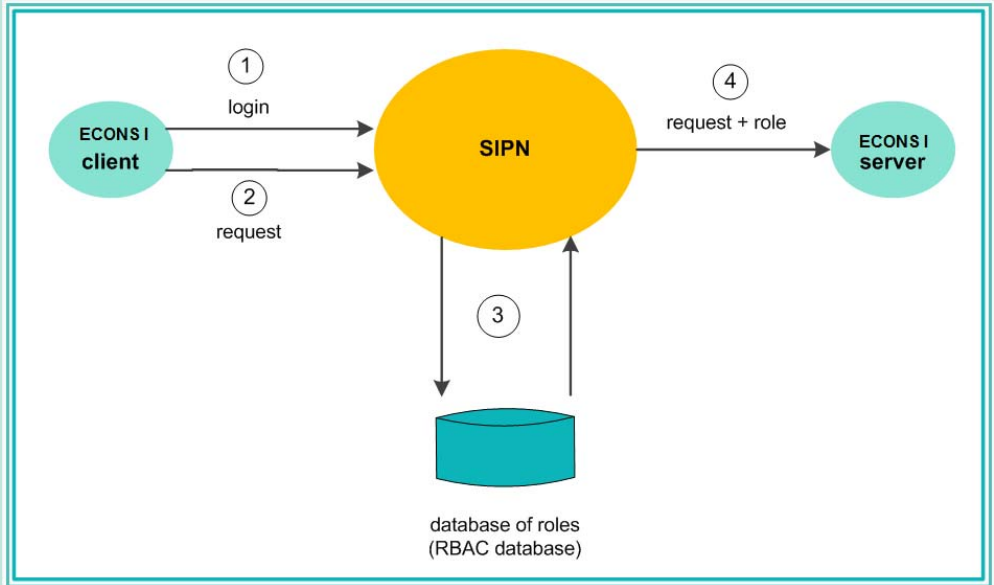 1
login
ECONS I
client
2
request
SIPN
4
request + role
ECONS I
server
3
database of roles
(RBAC database)